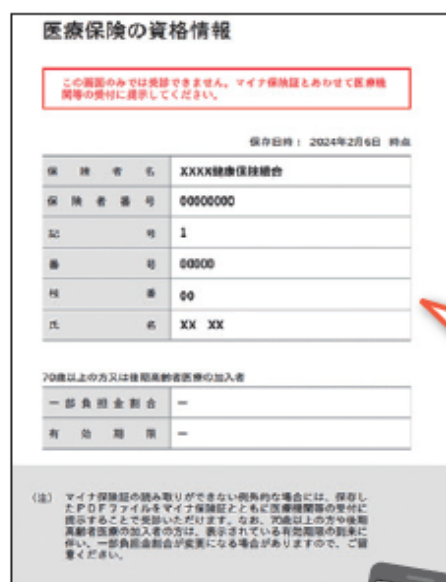 医療保険の資格情報
この画面のみでは受診できません。マイナ保険証とあわせて医療機
関等の受付に提示してください。
保存日時： 2024年2月6日 時点
保険者名 XXXX健康保険組合
保険者番号 00000000
記号 1
番号 00000
枝番 00
氏名 XX XX
70歳以上の方又は後期高齢者医療の加入者
一部負担金割合 －
有効期限 －
（注） マイナ保険証の読み取りができない例外的な場合には、保存し
たPDFファイルをマイナ保険証とともに医療機関等の受付に
提示することで受診いただけます。なお、70歳以上の方や後期
高齢者医療の加入者の方は、表示されている有効期限の到来に
伴い、一部負担金割合が変更になる場合がありますので、ご留
意ください。